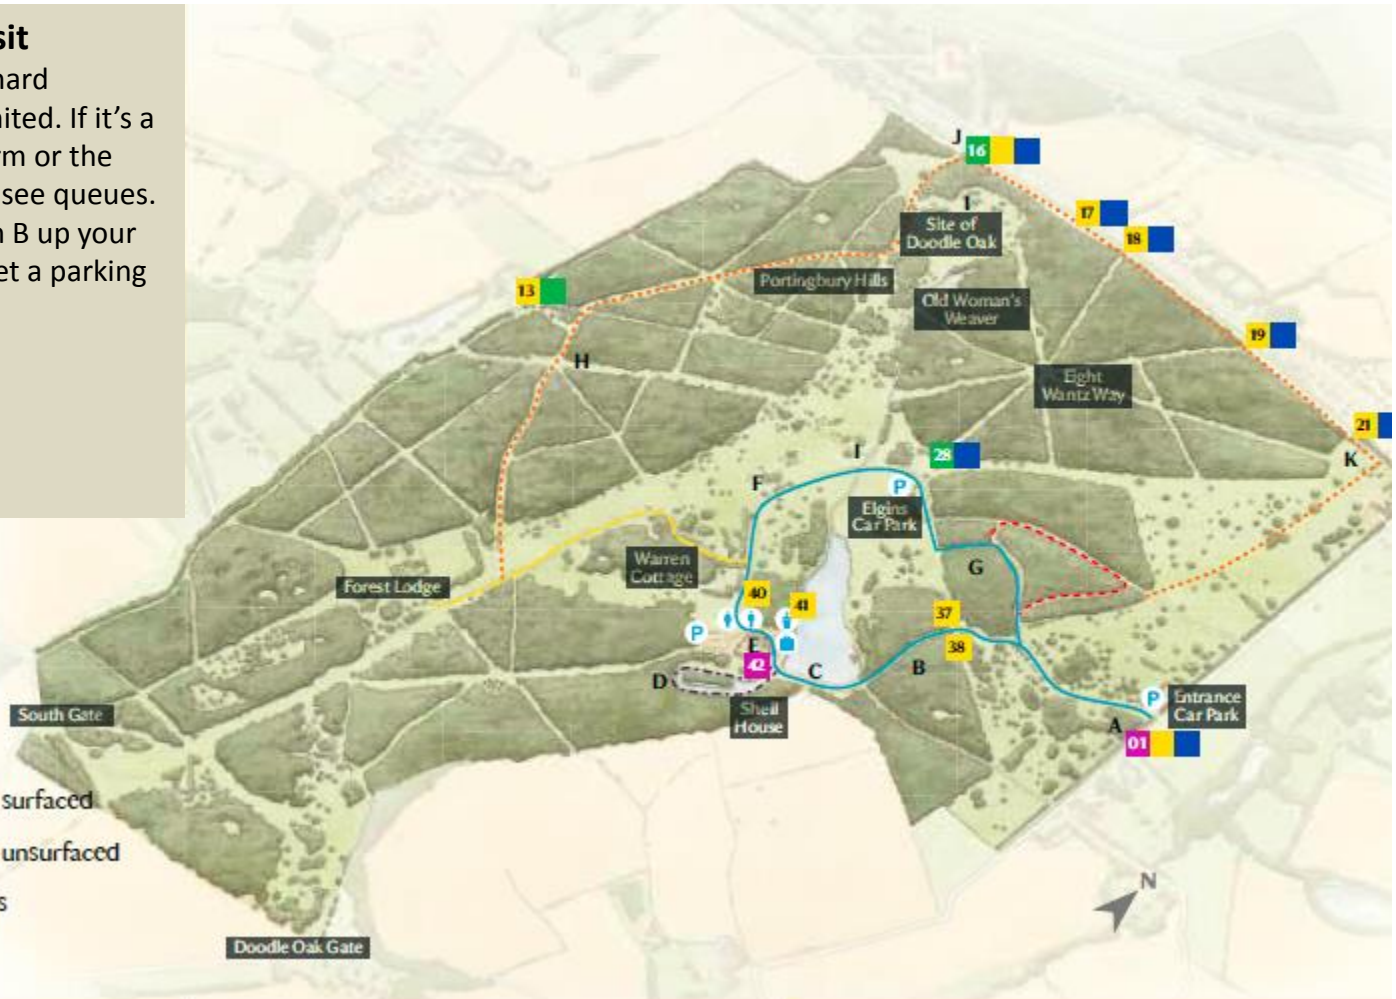 sit
hard
ited. If it's a
rm or the
see queues.
n B up your
et a parking
J
16
I
17
Site of
Doodle Oak
18
Portingbury Hills
13
Old Woman's
Weaver
19
H
Eight
Wantz Way
21
K
I
28
F
P
Elgins
Car Park
Warren
Cottage
G
Forest Lodge
40
41
37
P
E
38
42
B
D
C
Shell
House
P
Entrance
Car Park
A
01
South Gate
surfaced
unsurfaced
s
N
Doodle Oak Gate